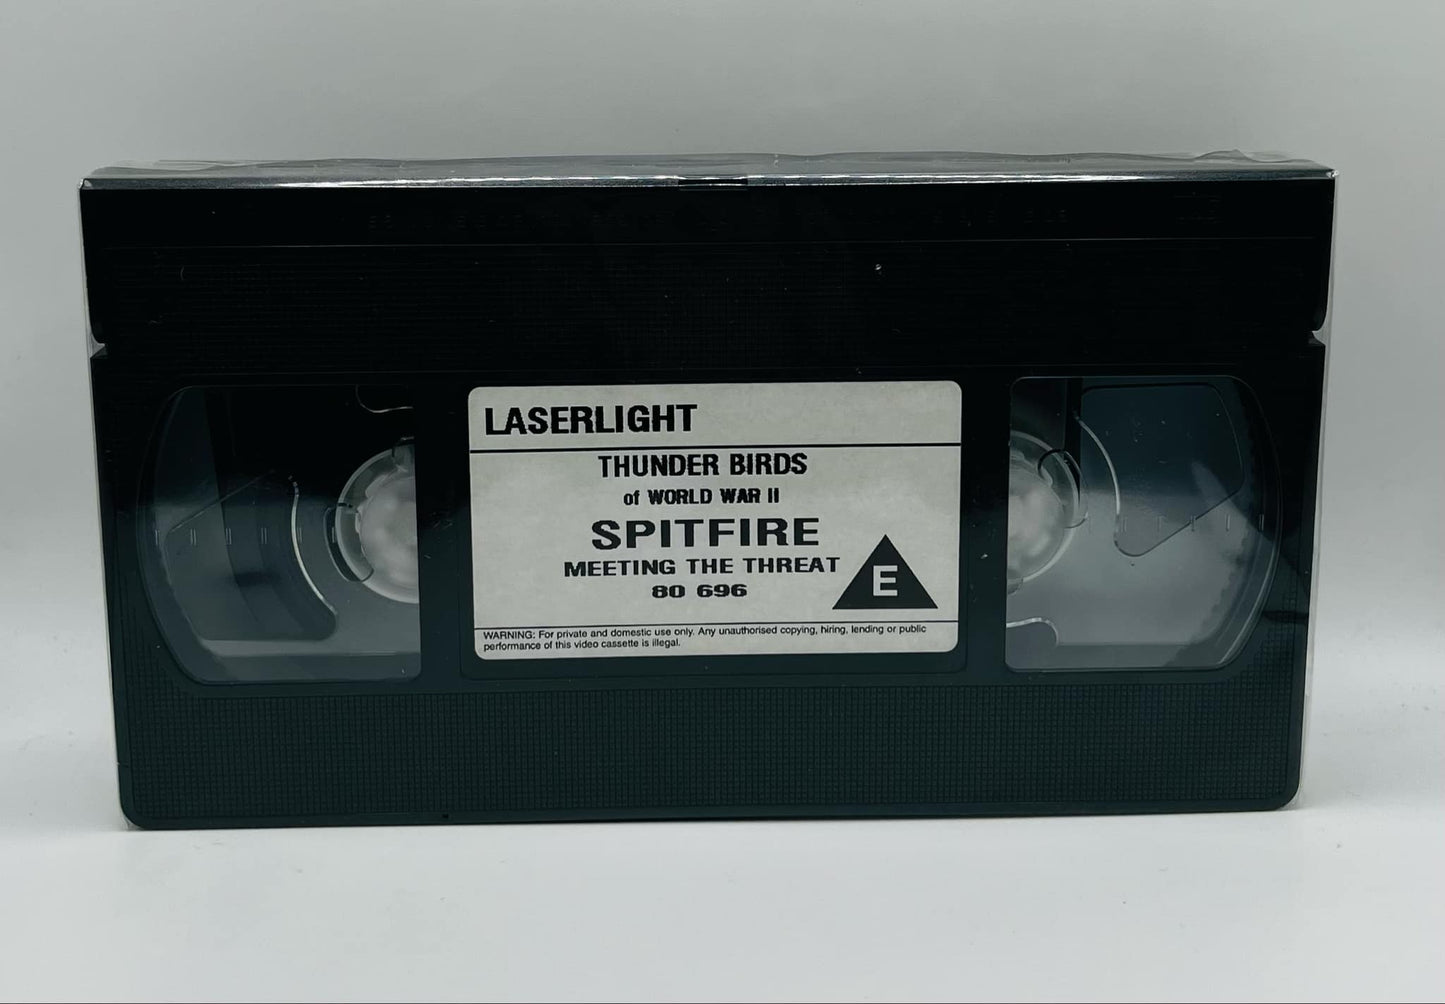 LASERLIGHT
THUNDER BIRDS
of WORLD WAR II
SPITFIRE
MEETING THE THREAT
80 696
E
WARNING: For private and domestic use only. Any unauthorised copying, hiring, lending or public
performance of this video cassette is illegal.